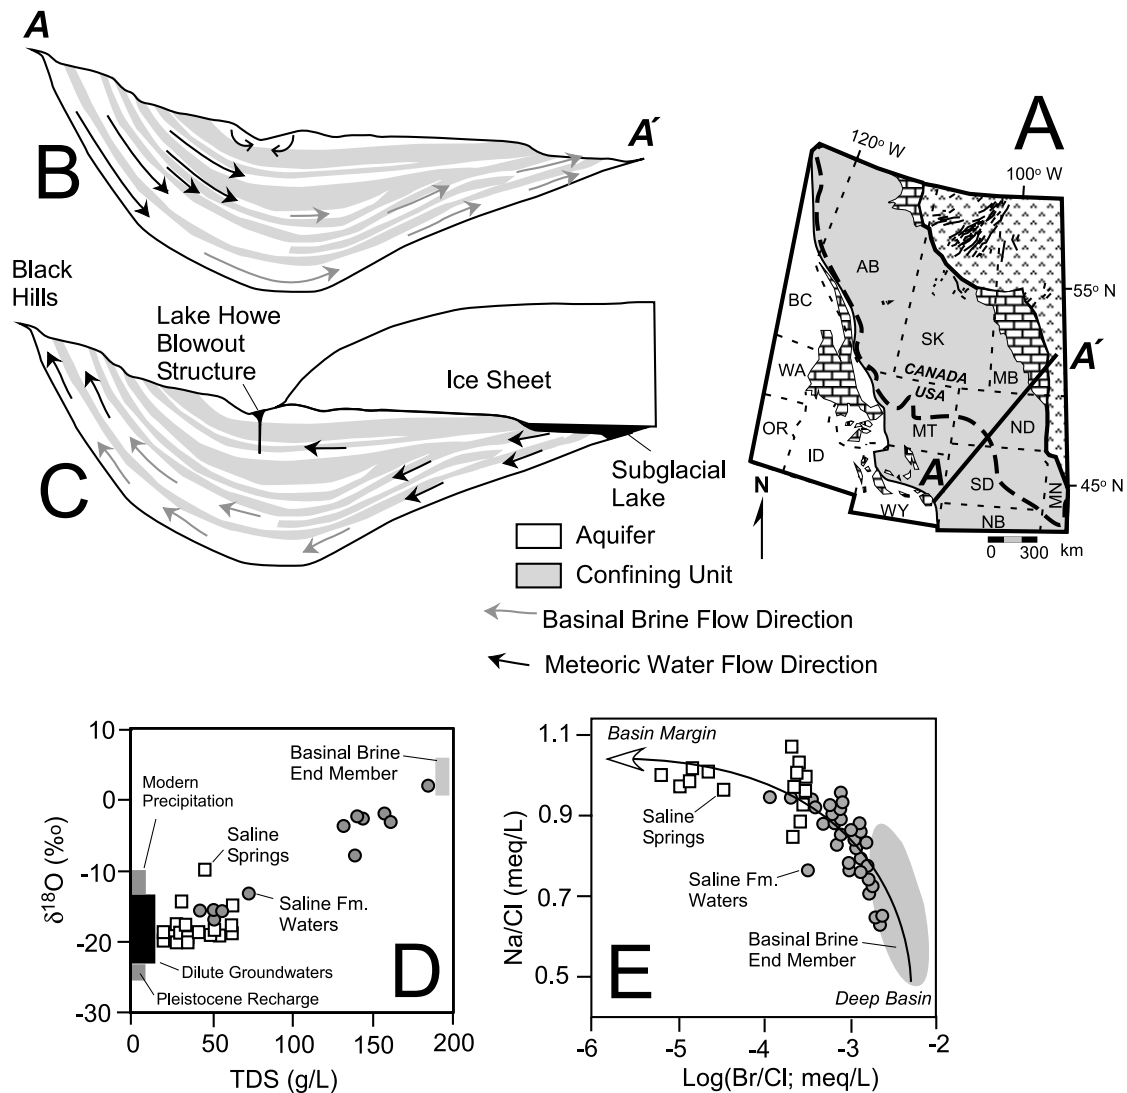 A
A´
B
Black
Hills
Lake Howe
Blowout
Structure
Ice Sheet
Subglacial
Lake
C
Aquifer
Confining Unit
Basinal Brine Flow Direction
Meteoric Water Flow Direction
A
120º W
100º W
55º N
45º N
AB
BC
SK
MB
CANADA
USA
WA
OR
ID
MT
ND
SD
MN
WY
NB
A´
A
N
0 300 km
10
0
-10
-20
-30
δ18O (‰)
0 50 100 150 200
TDS (g/L)
Modern
Precipitation
Basinal Brine
End Member
Saline
Springs
Saline Fm.
Waters
Dilute Groundwaters
Pleistocene Recharge
D
1.1
0.9
0.7
0.5
Na/Cl (meq/L)
-6 -5 -4 -3 -2
Log(Br/Cl; meq/L)
Basin Margin
Saline
Springs
Saline Fm.
Waters
Basinal Brine
End Member
Deep Basin
E